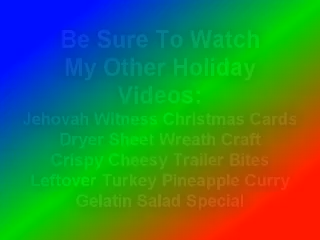 Be Sure To Watch
My Other Holiday
Videos:
Jehovah Witness Christmas Cards
Dryer Sheet Wreath Craft
Crispy Cheesy Trailer Bites
Leftover Turkey Pineapple Curry
Gelatin Salad Special